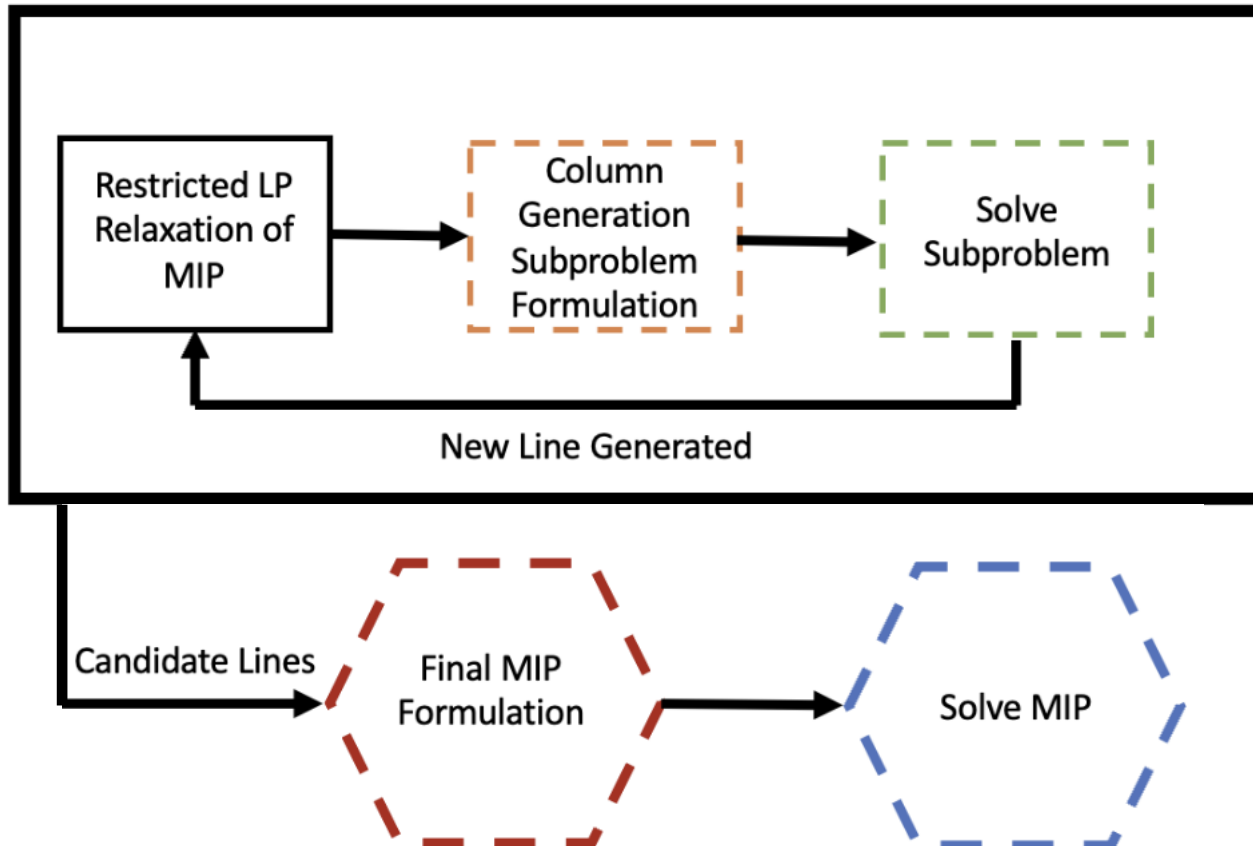 Restricted LP
Relaxation of
MIP
Column
Generation
Subproblem
Formulation
Solve
Subproblem
New Line Generated
Candidate Lines
Final MIP
Formulation
Solve MIP